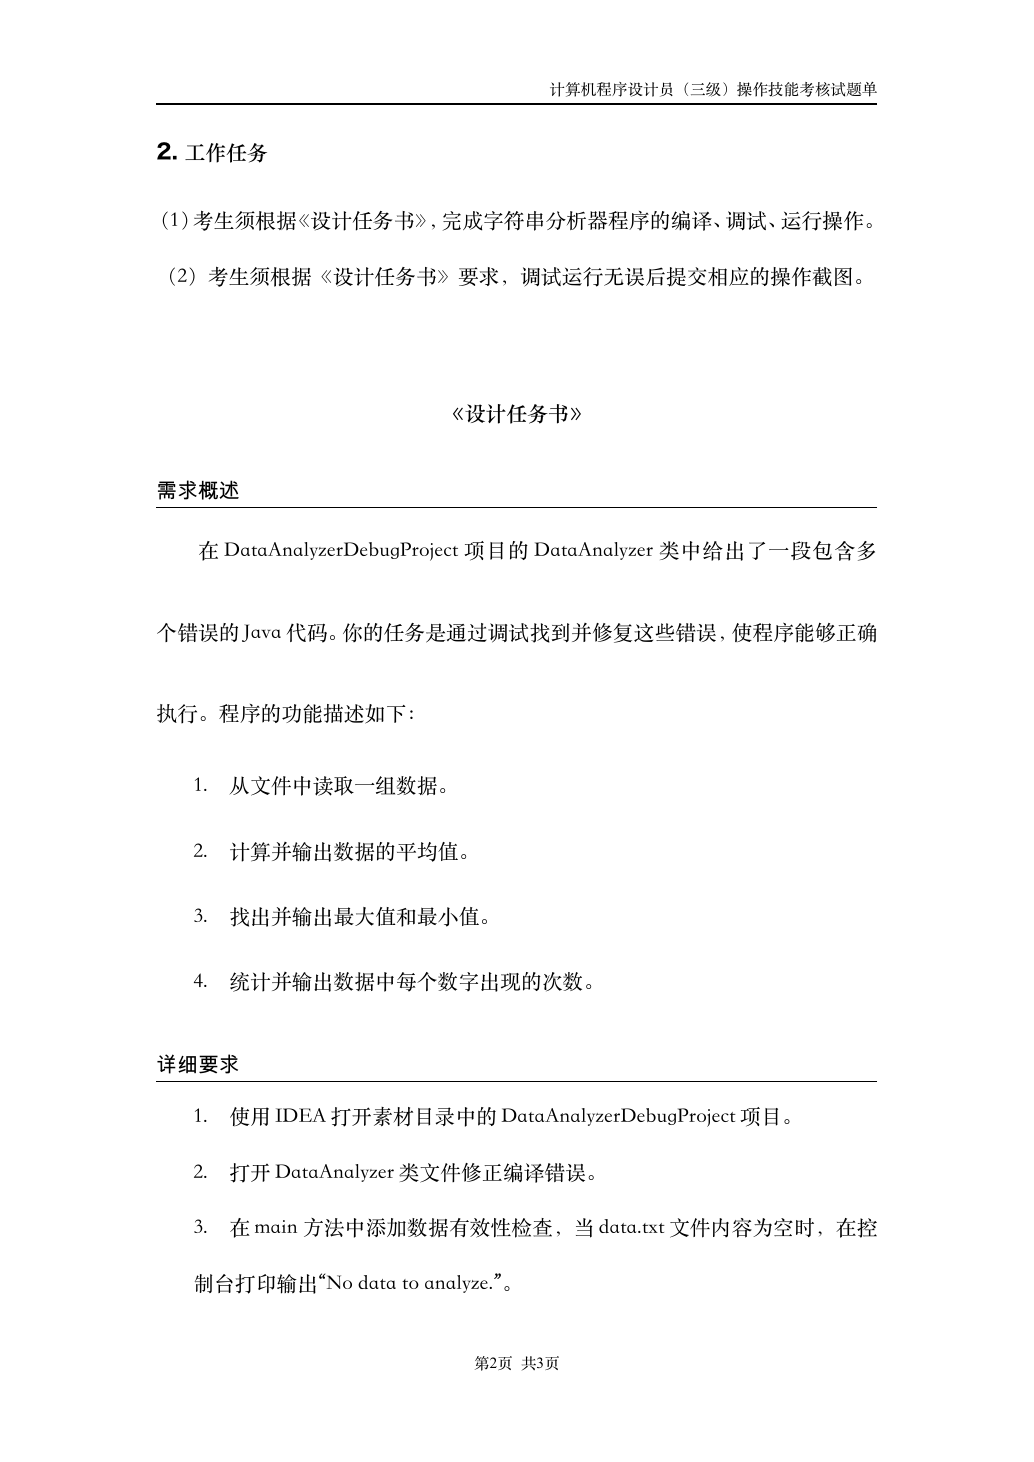 计算机程序设计员（三级）操作技能考核试题单
2. 工作任务
（1）考生须根据《设计任务书》，完成字符串分析器程序的编译、调试、运行操作。
（2）考生须根据《设计任务书》要求，调试运行无误后提交相应的操作截图。
《设计任务书》
需求概述
在 DataAnalyzerDebugProject 项目的 DataAnalyzer 类中给出了一段包含多
个错误的 Java 代码。你的任务是通过调试找到并修复这些错误，使程序能够正确
执行。程序的功能描述如下：
1. 从文件中读取一组数据。
2. 计算并输出数据的平均值。
3. 找出并输出最大值和最小值。
4. 统计并输出数据中每个数字出现的次数。
详细要求
1. 使用 IDEA 打开素材目录中的 DataAnalyzerDebugProject 项目。
2. 打开 DataAnalyzer 类文件修正编译错误。
3. 在 main 方法中添加数据有效性检查，当 data.txt 文件内容为空时，在控
制台打印输出“No data to analyze.”。
第2页 共3页